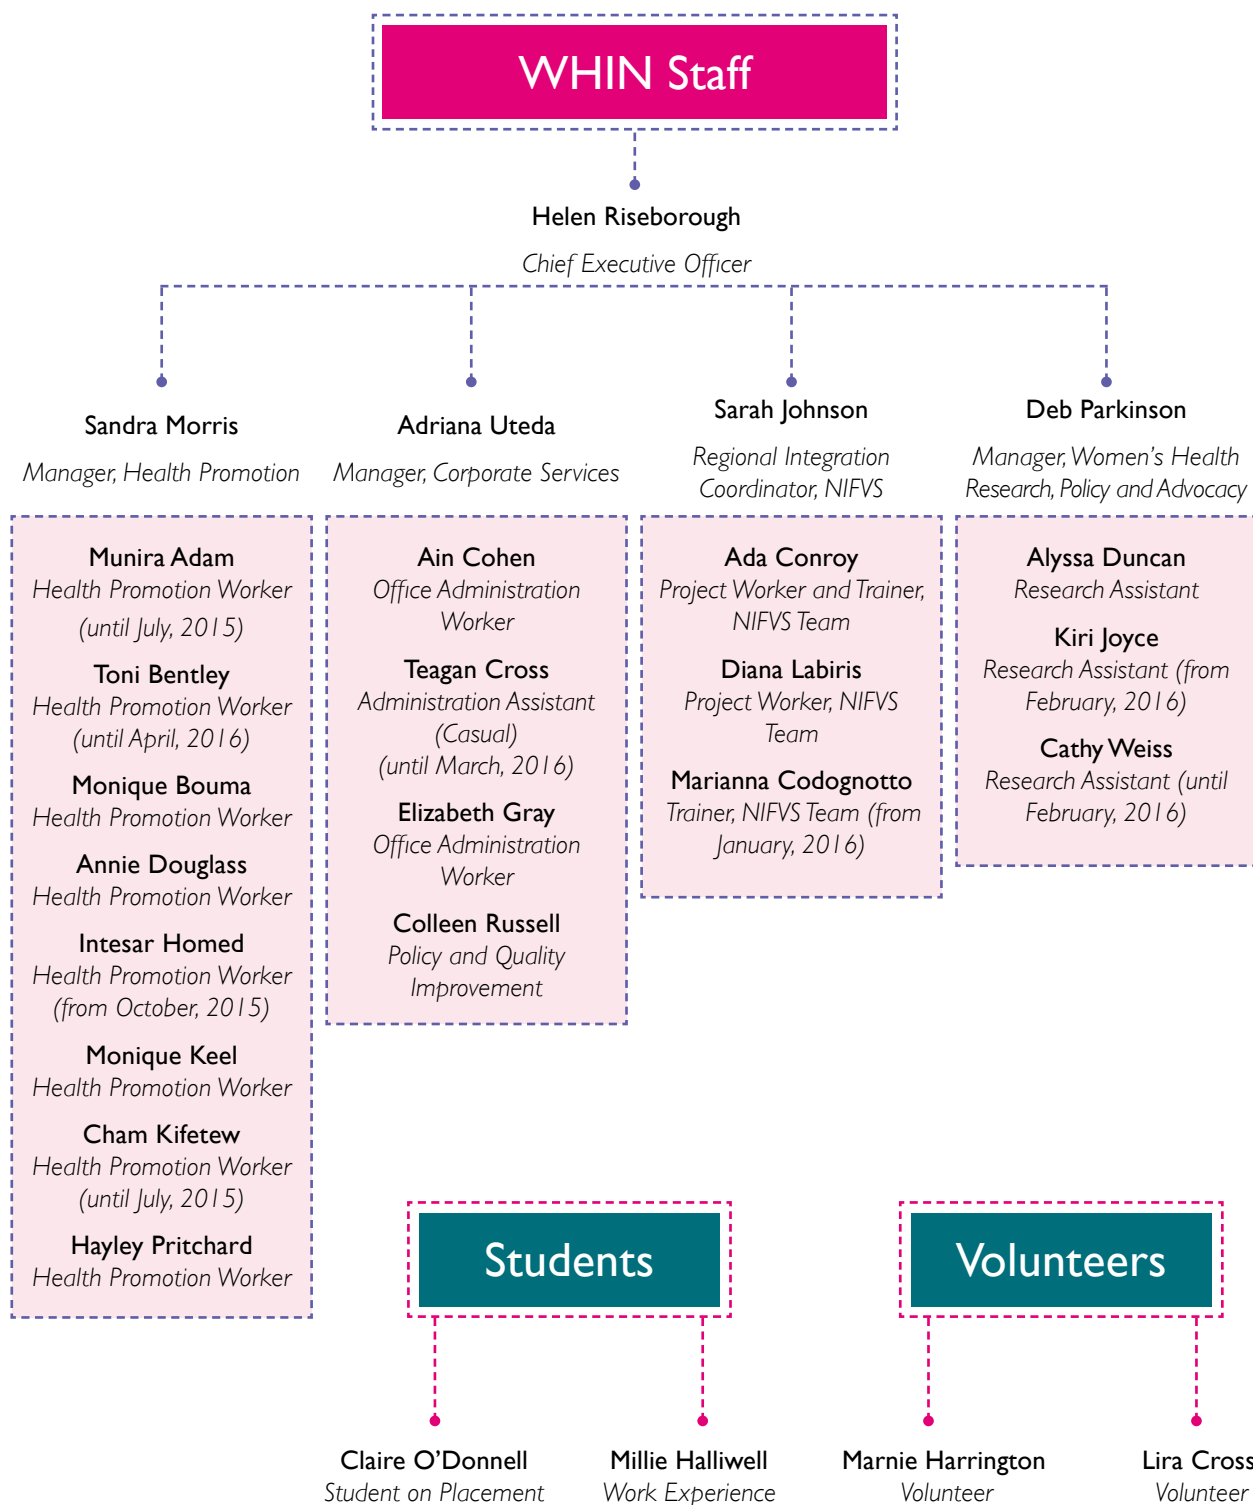 WHIN Staff
Helen Riseborough
Chief Executive Officer
Sandra Morris
Manager, Health Promotion
Munira Adam
Health Promotion Worker
(until July, 2015)
Toni Bentley
Health Promotion Worker
(until April, 2016)
Monique Bouma
Health Promotion Worker
Annie Douglass
Health Promotion Worker
Intesar Homed
Health Promotion Worker
(from October, 2015)
Monique Keel
Health Promotion Worker
Cham Kifetew
Health Promotion Worker
(until July, 2015)
Hayley Pritchard
Health Promotion Worker
Adriana Uteda
Manager, Corporate Services
Ain Cohen
Office Administration
Worker
Teagan Cross
Administration Assistant
(Casual)
(until March, 2016)
Elizabeth Gray
Office Administration
Worker
Colleen Russell
Policy and Quality
Improvement
Sarah Johnson
Regional Integration
Coordinator, NIFVS
Ada Conroy
Project Worker and Trainer,
NIFVS Team
Diana Labiris
Project Worker, NIFVS
Team
Marianna Codognotto
Trainer, NIFVS Team (from
January, 2016)
Deb Parkinson
Manager, Women’s Health
Research, Policy and Advocacy
Alyssa Duncan
Research Assistant
Kiri Joyce
Research Assistant (from
February, 2016)
Cathy Weiss
Research Assistant (until
February, 2016)
Students
Claire O’Donnell
Student on Placement
Millie Halliwell
Work Experience
Volunteers
Marnie Harrington
Volunteer
Lira Cross
Volunteer